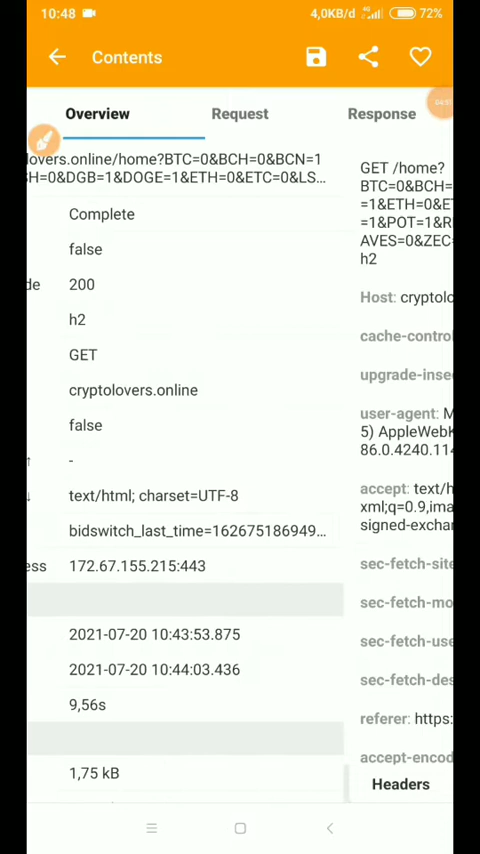 10:48
4,0KB/d
4G
72%
Contents
04:51
Overview
Request
Response
lovers.online/home?BTC=0&BCH=0&BCN=1
H=0&DGB=1&DOGE=1&ETH=0&ETC=0&LS...
Complete
false
de
200
h2
GET
cryptolovers.online
false
↑
-
↓
text/html; charset=UTF-8
bidswitch_last_time=162675186949...
ess
172.67.155.215:443
2021-07-20 10:43:53.875
2021-07-20 10:44:03.436
9,56s
1,75 kB
GET /home?
BTC=0&BCH=
=1&ETH=0&E
=1&POT=1&R
AVES=0&ZEC
h2
Host: cryptolo
cache-contro
upgrade-inse
user-agent: M
5) AppleWebK
86.0.4240.114
accept: text/h
xml;q=0.9,ima
signed-exchar
sec-fetch-site
sec-fetch-mo
sec-fetch-use
sec-fetch-des
referer: https:
accept-encod
Headers